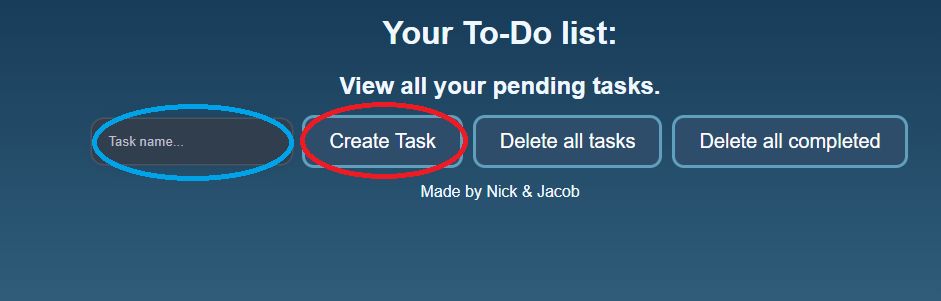 Your To-Do list:
View all your pending tasks.
Task name... Create Task Delete all tasks Delete all completed
Made by Nick & Jacob